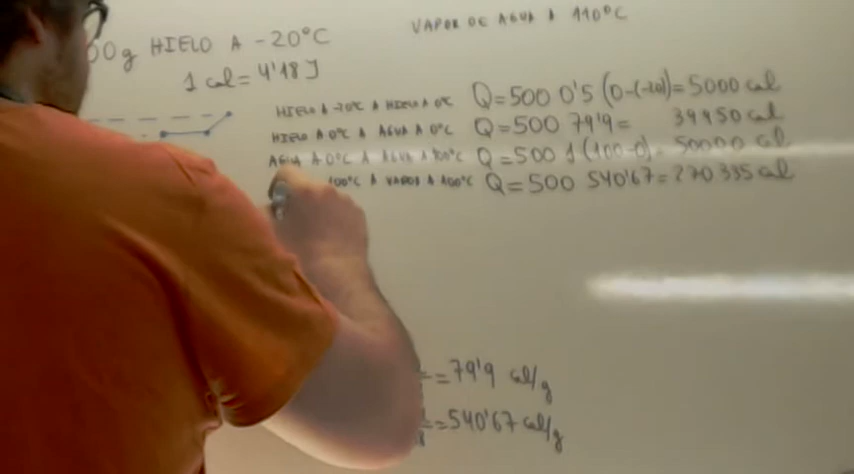 00g HIELO A -20°C
VAPOR DE AGUA A 110°C
1 cal = 4'18 J
HIELO A -20°C A HIELO A 0°C Q=500 0'5 (0-(-20))=5000 cal
HIELO A 0°C A AGUA A 0°C Q=500 79'9= 39950 cal
AGUA A 0°C A AGUA A 100°C Q=500 1 (100-0)= 50000 cal
100°C A VAPOR A 100°C Q=500 540'67=270335 cal
=79'9 cal/g
=540'67 cal/g